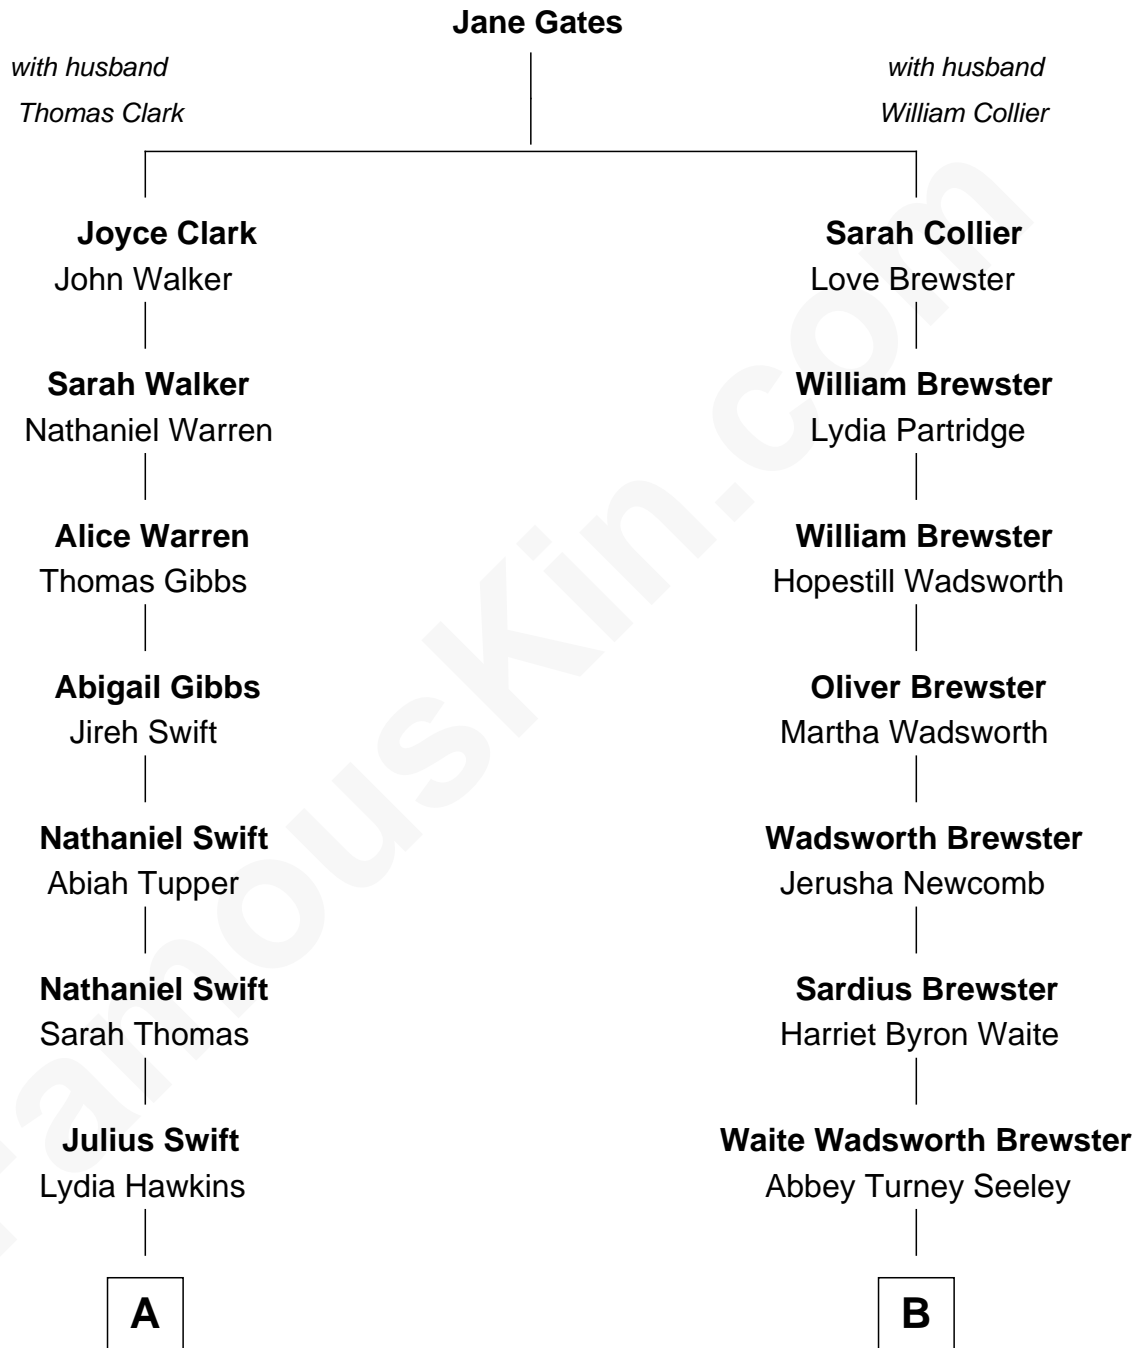 Jane Gates
with husband
Thomas Clark
with husband
William Collier
Joyce Clark
John Walker
Sarah Collier
Love Brewster
Sarah Walker
Nathaniel Warren
William Brewster
Lydia Partridge
Alice Warren
Thomas Gibbs
William Brewster
Hopestill Wadsworth
Abigail Gibbs
Jireh Swift
Oliver Brewster
Martha Wadsworth
Nathaniel Swift
Abiah Tupper
Wadsworth Brewster
Jerusha Newcomb
Nathaniel Swift
Sarah Thomas
Sardius Brewster
Harriet Byron Waite
Julius Swift
Lydia Hawkins
Waite Wadsworth Brewster
Abbey Turney Seeley
A
B
FamousKin.com